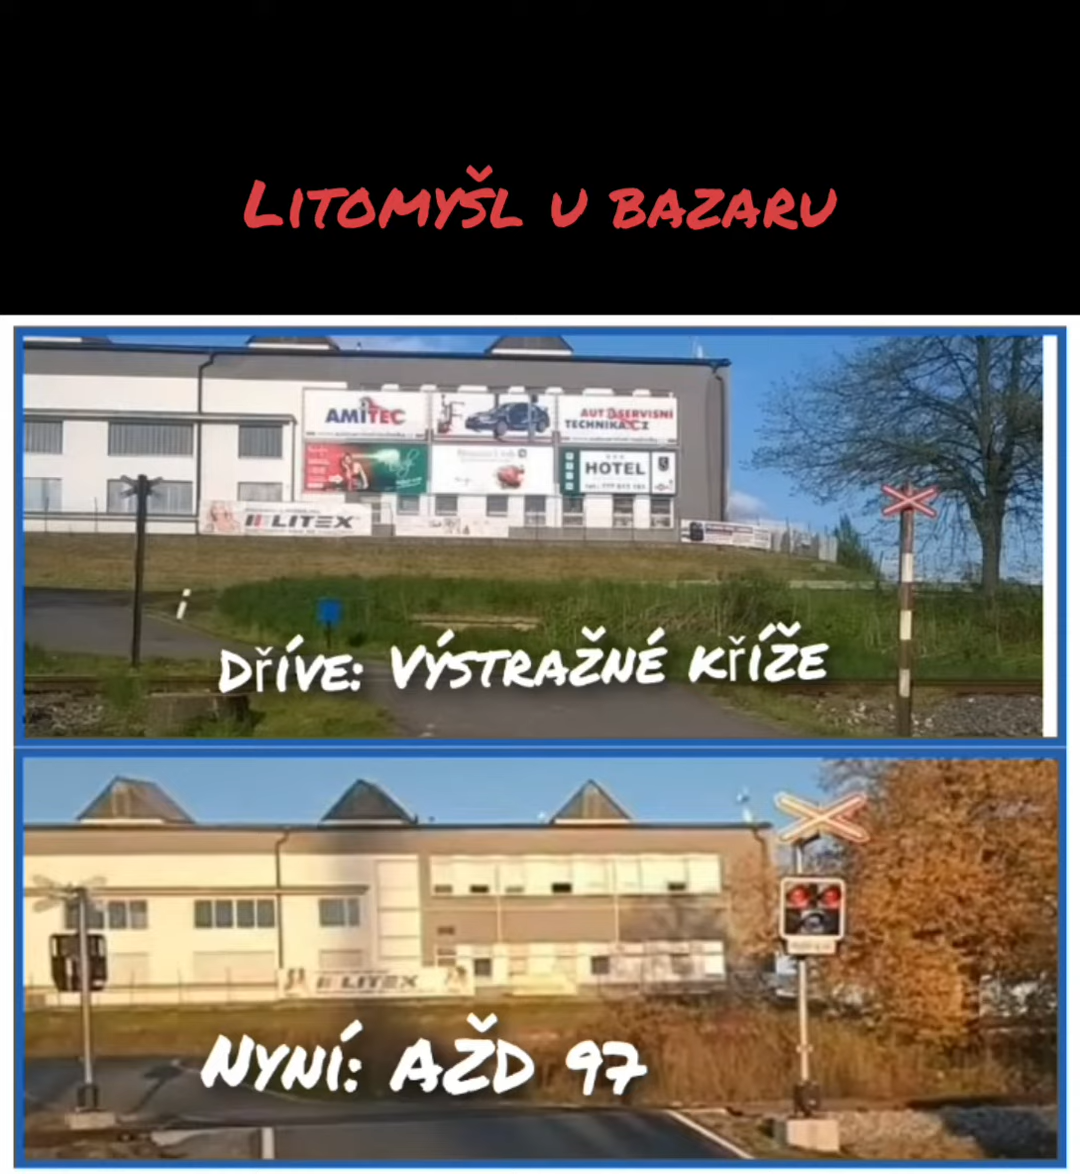 LITOMYŠL U BAZARU
AMITEC
AUTOSERVISNI
TECHNIKA.CZ
HOTEL
LITEX
DŘÍVE: VÝSTRAŽNÉ KŘÍŽE
LITEX
NYNÍ: AŽD 97